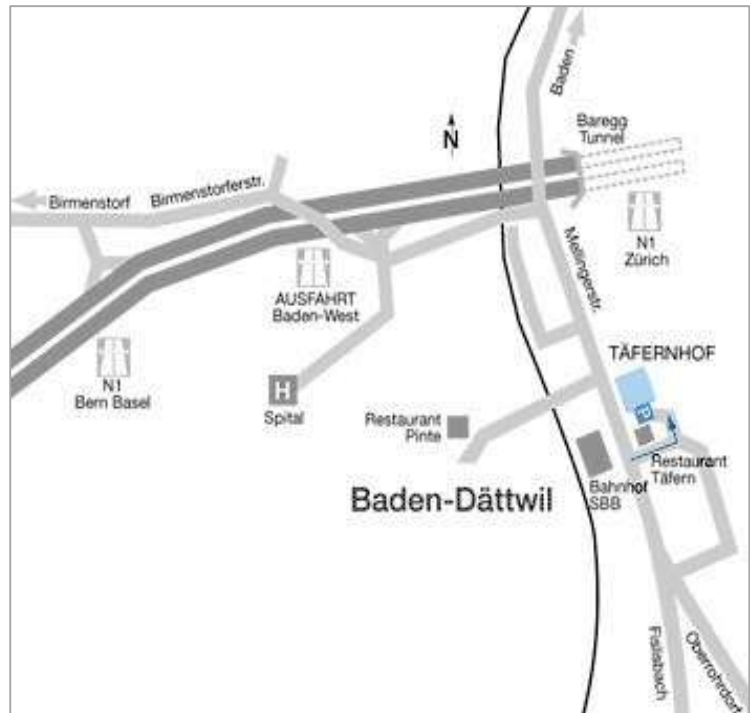 Baden
Baregg
Tunnel
N
Birmenstorf
Birmenstorferstr.
N1
Zürich
Mellingerstr.
AUSFAHRT
Baden-West
TÄFERNHOF
N1
Bern Basel
H
Spital
P
Restaurant
Pinte
Restaurant
Täfern
Baden-Dättwil
Bahnhof
SBB
Fislisbach
Oberrohrdorf